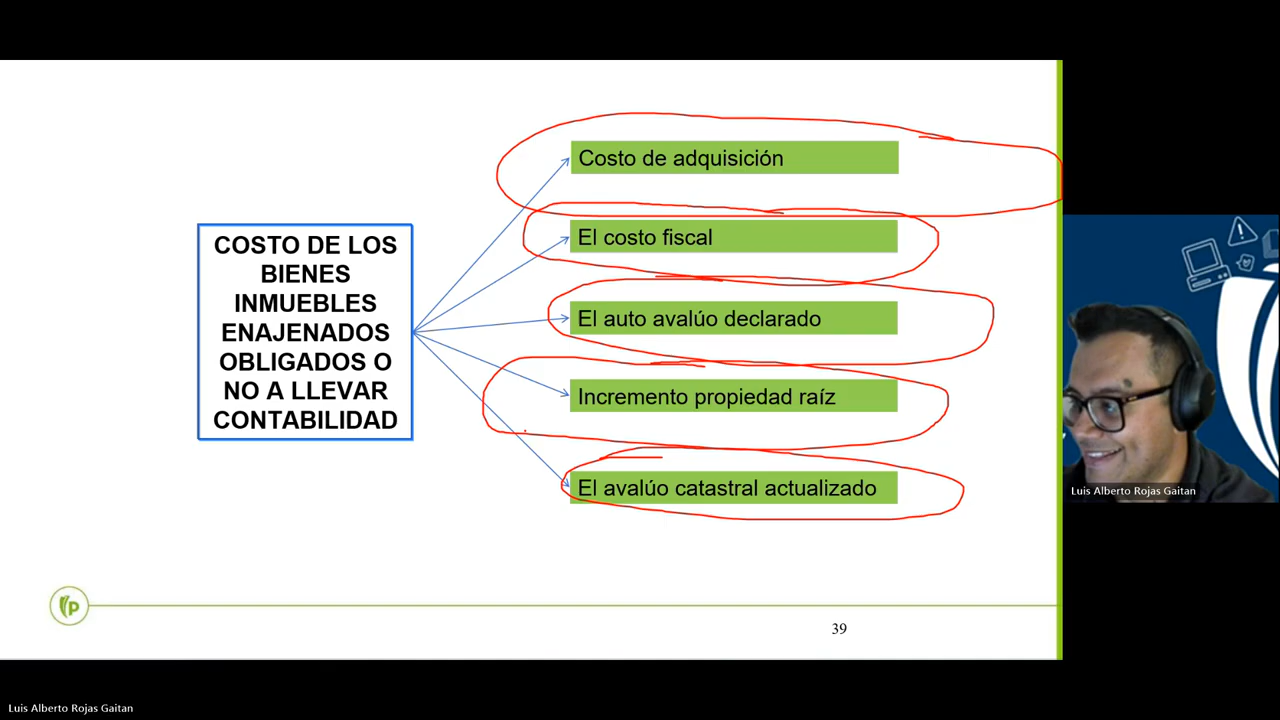 COSTO DE LOS
BIENES
INMUEBLES
ENAJENADOS
OBLIGADOS O
NO A LLEVAR
CONTABILIDAD
Costo de adquisición
El costo fiscal
El auto avalúo declarado
Incremento propiedad raíz
El avalúo catastral actualizado
P
39
Luis Alberto Rojas Gaitan
Luis Alberto Rojas Gaitan